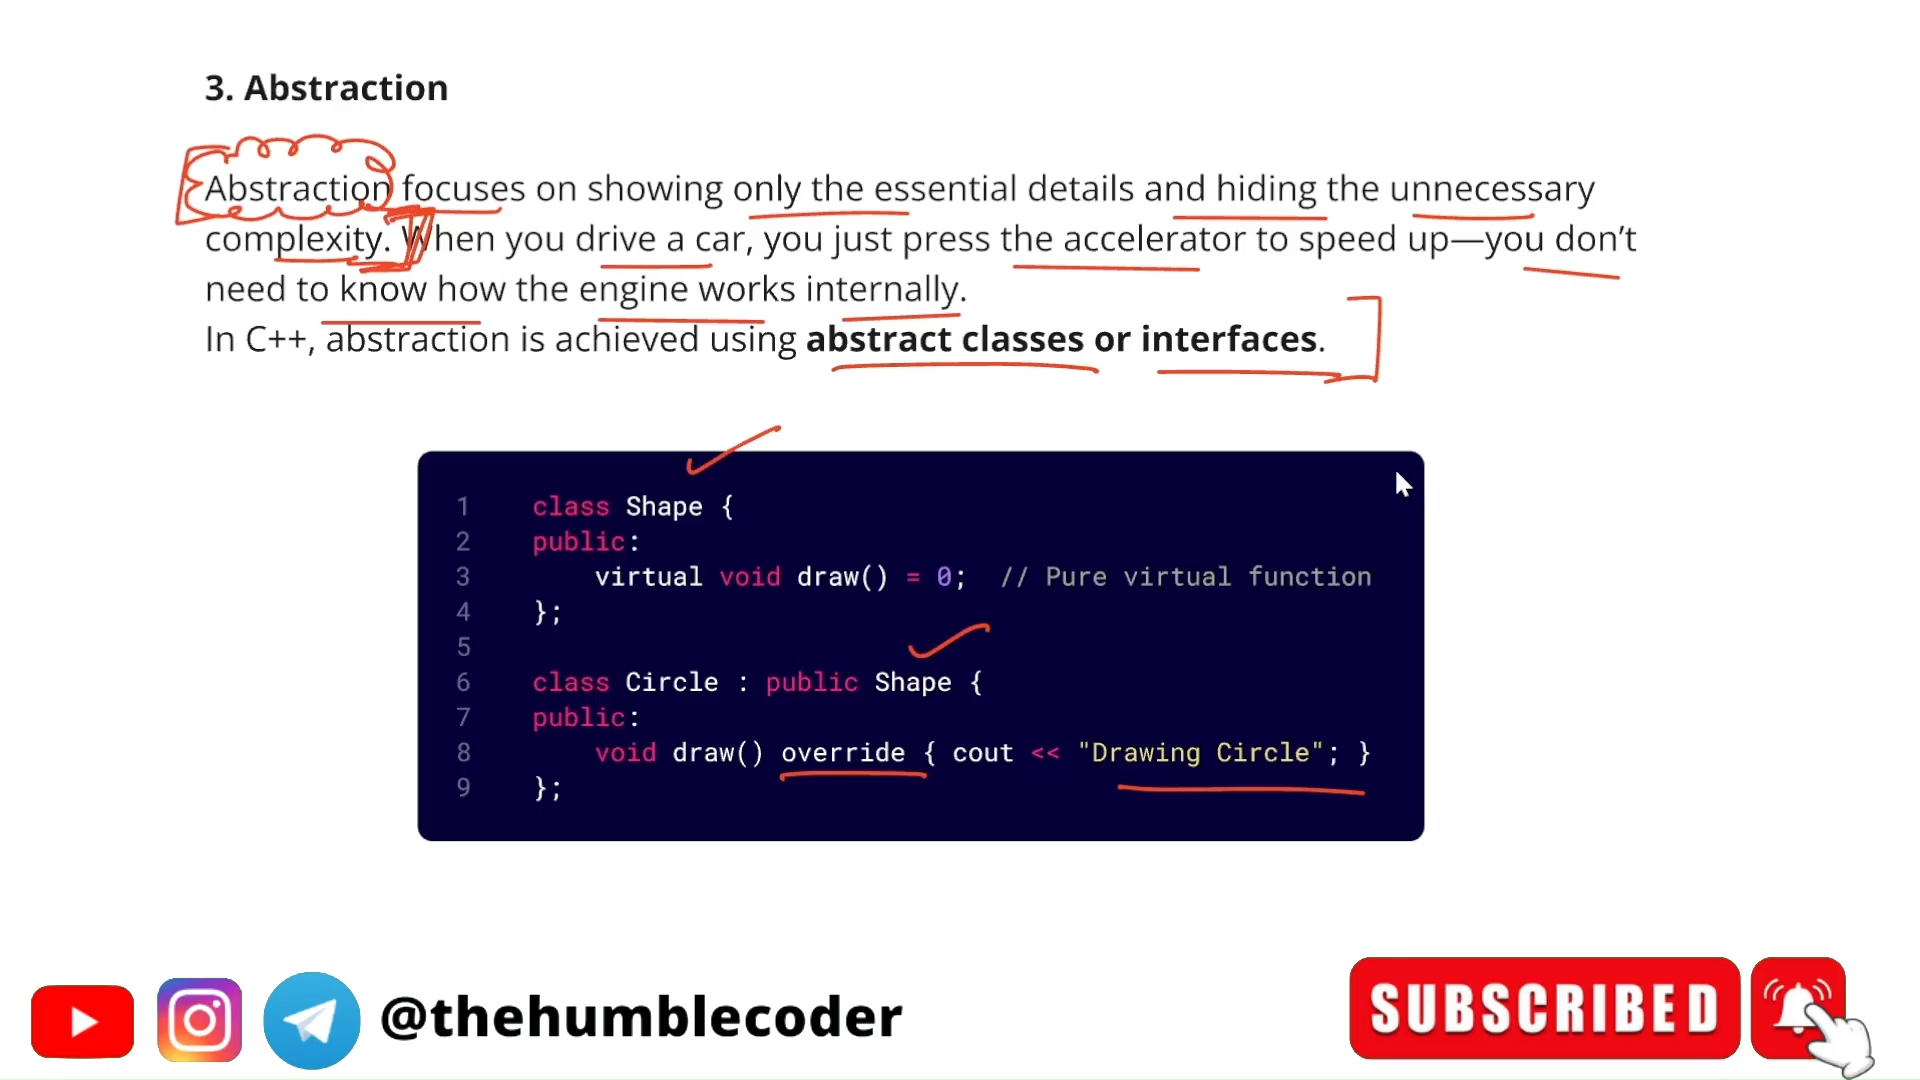 3. Abstraction
Abstraction focuses on showing only the essential details and hiding the unnecessary
complexity. When you drive a car, you just press the accelerator to speed up—you don’t
need to know how the engine works internally.
In C++, abstraction is achieved using abstract classes or interfaces.
1 class Shape {
2 public:
3 virtual void draw() = 0; // Pure virtual function
4 };
5
6 class Circle : public Shape {
7 public:
8 void draw() override { cout << "Drawing Circle"; }
9 };
@thehumblecoder
SUBSCRIBED